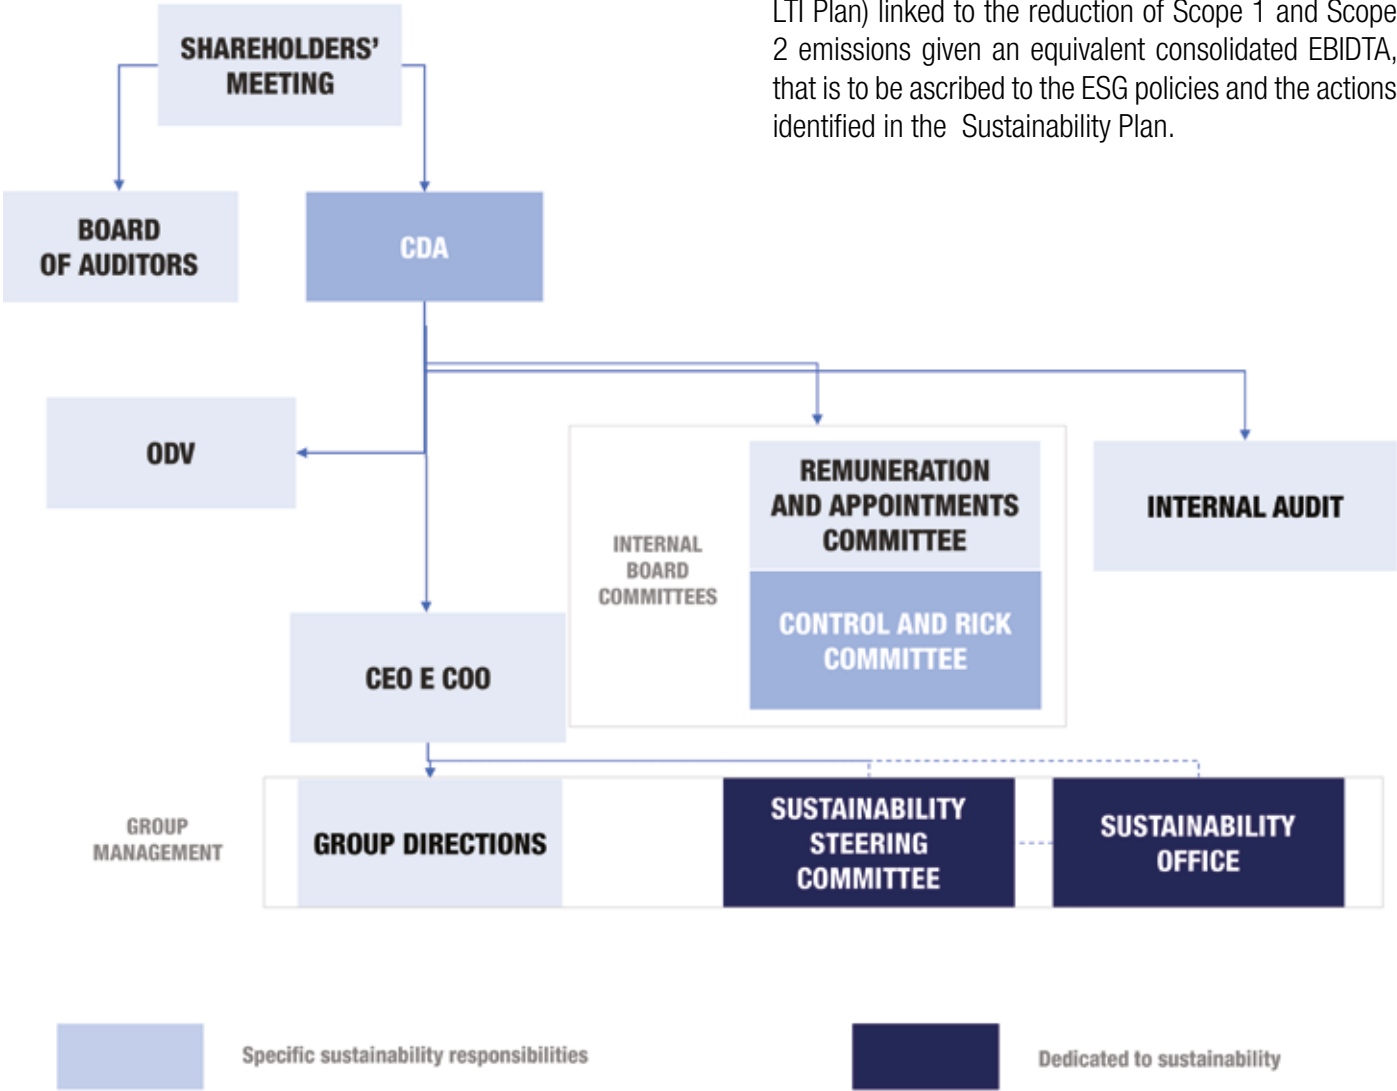 LTI Plan) linked to the reduction of Scope 1 and Scope
2 emissions given an equivalent consolidated EBIDTA,
that is to be ascribed to the ESG policies and the actions
identified in the Sustainability Plan.
SHAREHOLDERS'
MEETING
BOARD
OF AUDITORS
CDA
ODV
INTERNAL
BOARD
COMMITTEES
REMUNERATION
AND APPOINTMENTS
COMMITTEE
CONTROL AND RICK
COMMITTEE
INTERNAL AUDIT
CEO E COO
GROUP
MANAGEMENT
GROUP DIRECTIONS
SUSTAINABILITY
STEERING
COMMITTEE
SUSTAINABILITY
OFFICE
Specific sustainability responsibilities
Dedicated to sustainability